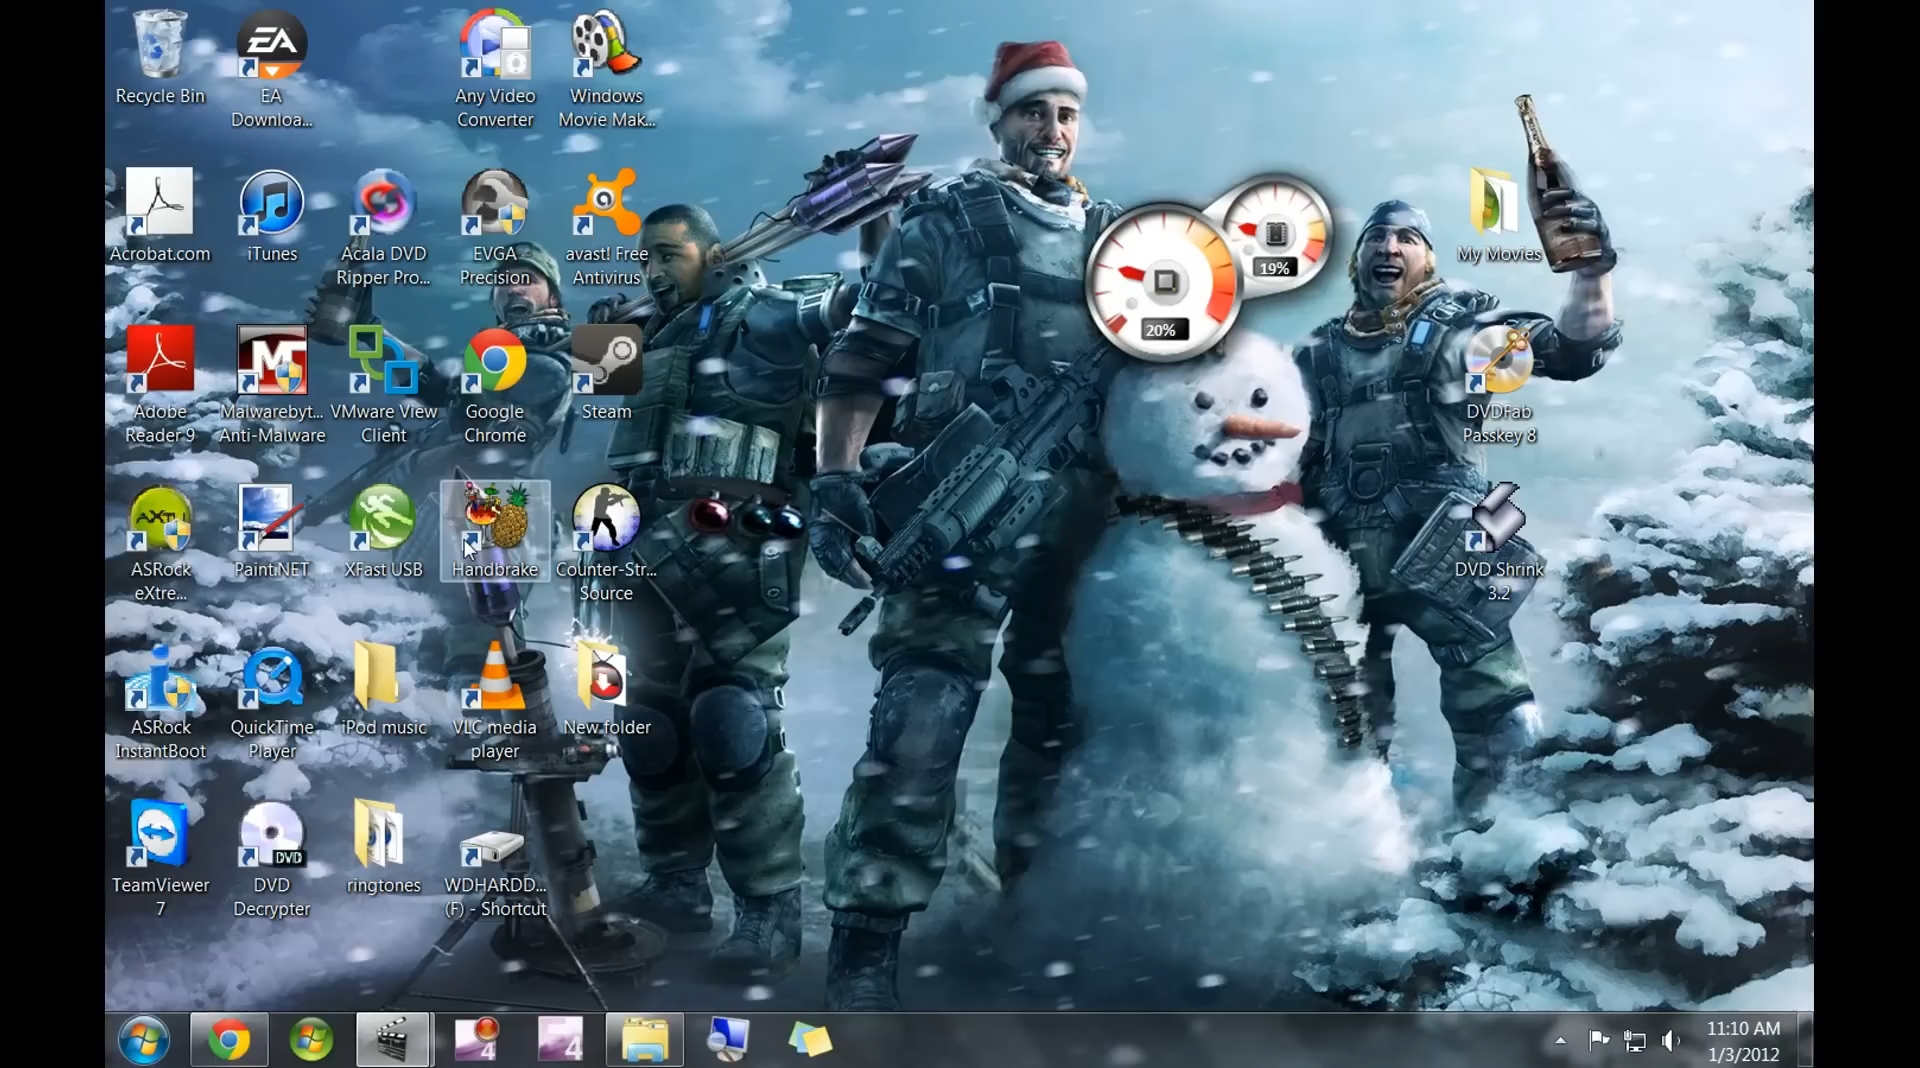 Recycle Bin
EA
Downloa...
Any Video
Converter
Windows
Movie Mak...
Acrobat.com
iTunes
Acala DVD
Ripper Pro...
EVGA
Precision
avast! Free
Antivirus
20%
19%
My Movies
Adobe
Reader 9
Malwarebyt...
Anti-Malware
VMware View
Client
Google
Chrome
Steam
DVDFab
Passkey 8
ASRock
eXtre...
Paint.NET
XFast USB
Handbrake
Counter-Str...
Source
DVD Shrink
3.2
ASRock
InstantBoot
QuickTime
Player
iPod music
VLC media
player
New folder
TeamViewer
7
DVD
DVD
Decrypter
ringtones
WDHARDD...
(F) - Shortcut
4
4
11:10 AM
1/3/2012